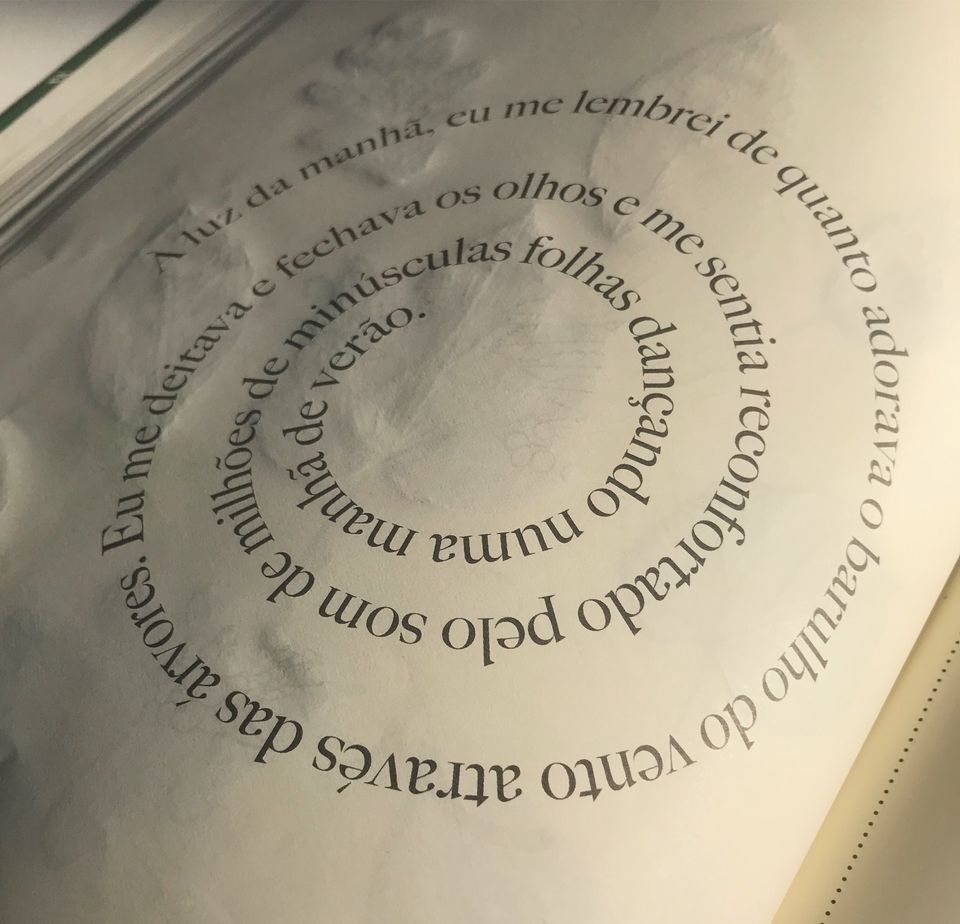 À luz da manhã, eu me lembrei de quanto adorava o barulho do vento através das árvores. Eu me deitava e fechava os olhos e me sentia reconfortado pelo som de milhões de minúsculas folhas dançando numa manhã de verão.